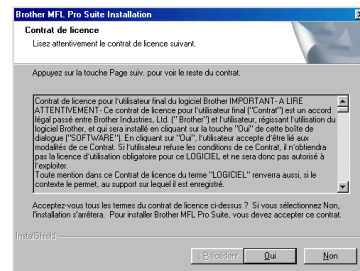 Brother MFL Pro Suite Installation
Contrat de licence
Lisez attentivement le contrat de licence suivant.
Appuyez sur la touche Page suiv. pour voir le reste du contrat.
Contrat de licence pour l'utilisateur final du logiciel Brother IMPORTANT- A LIRE
ATTENTIVEMENT- Ce contrat de licence pour l'utilisateur final ("Contrat") est un accord
légal passé entre Brother Industries, Ltd. (" Brother") et l'utilisateur, régissant l'utilisation du
logiciel Brother, et qui sera installé en cliquant sur la touche "Oui" de cette boîte de
dialogue ("SOFTWARE"). En cliquant sur "Oui", l'utilisateur accepte d'être lié aux
modalités de ce Contrat. Si l'utilisateur refuse les conditions de ce Contrat, il n'obtiendra
pas la licence d'utilisation obligatoire pour ce LOGICIEL et ne sera donc pas autorisé à
l'exploiter.
Toute mention dans ce Contrat de licence du terme "LOGICIEL" renverra aussi, si le
contexte le permet, au support sur lequel il est enregistré.
Acceptez-vous tous les termes du contrat de licence ci-dessus ? Si vous sélectionnez Non,
l'installation s'arrêtera. Pour installer Brother MFL Pro Suite, vous devez accepter ce contrat.
InstallShield
< Précédent Oui Non